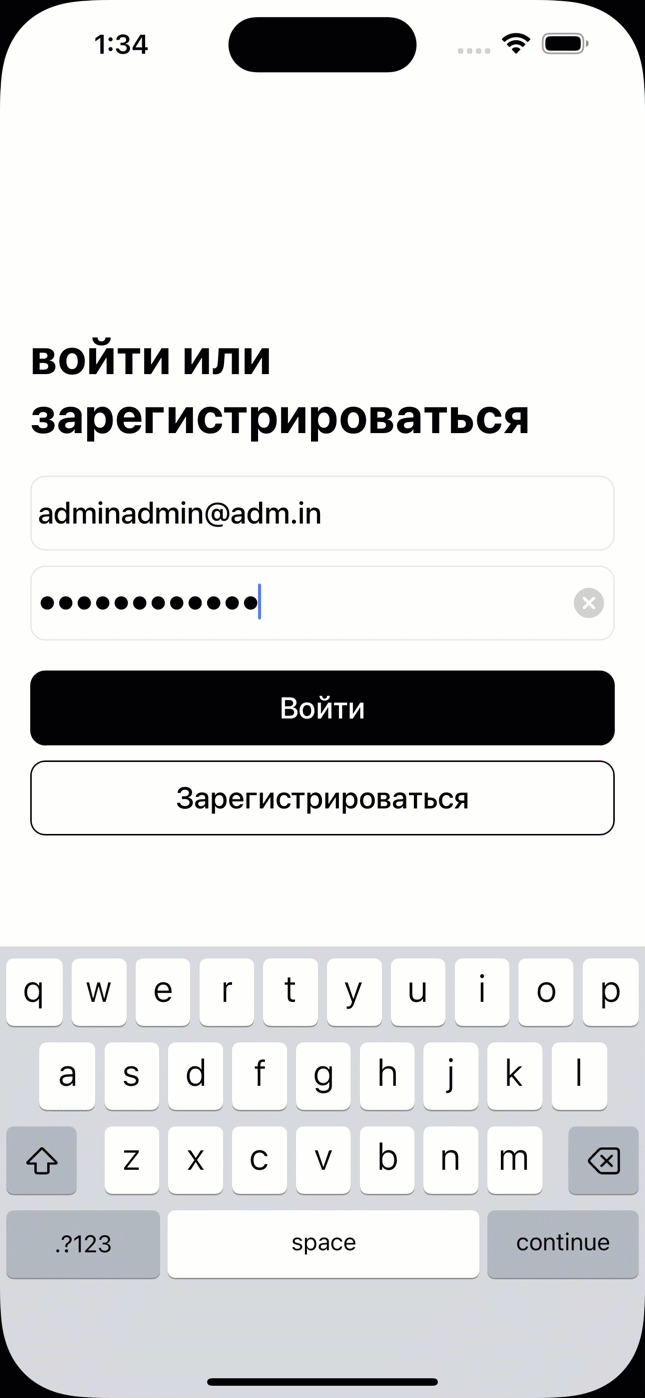 1:34
войти или
зарегистрироваться
adminadmin@adm.in
••••••••••••
Войти
Зарегистрироваться
q w e r t y u i o p
a s d f g h j k l
z x c v b n m
.?123 space continue